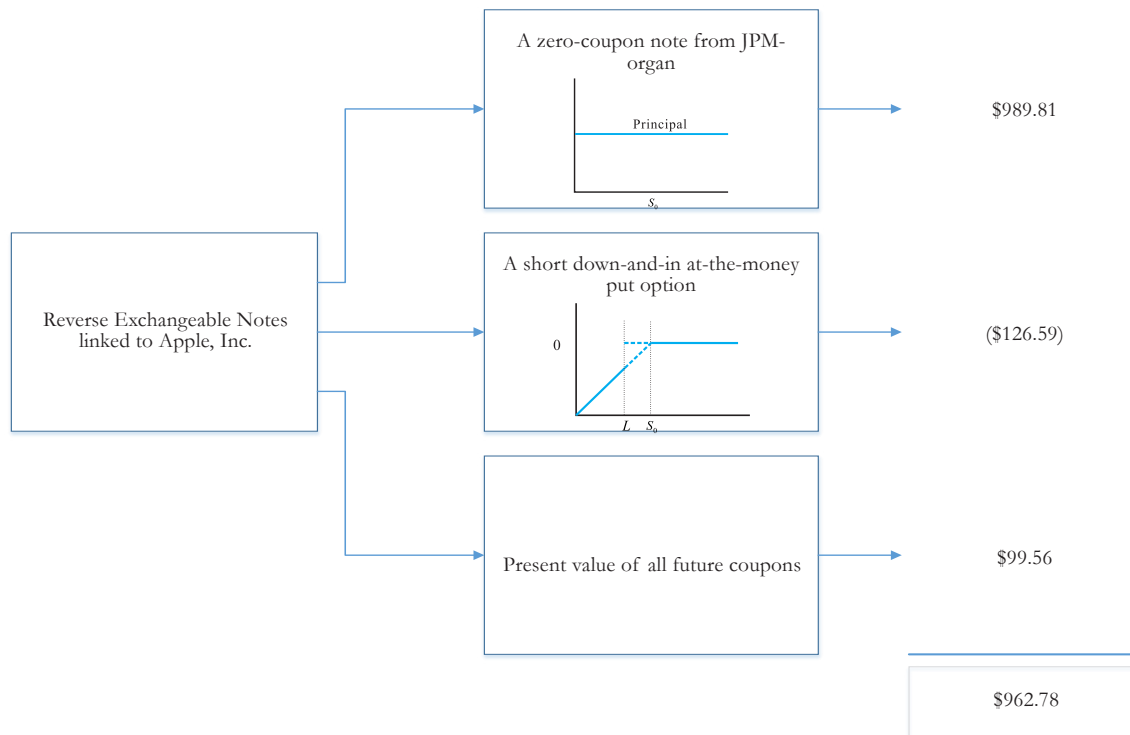 A zero-coupon note from JPM-
organ
Principal
S₀
$989.81
Reverse Exchangeable Notes
linked to Apple, Inc.
A short down-and-in at-the-money
put option
0
L S₀
($126.59)
Present value of all future coupons
$99.56
$962.78